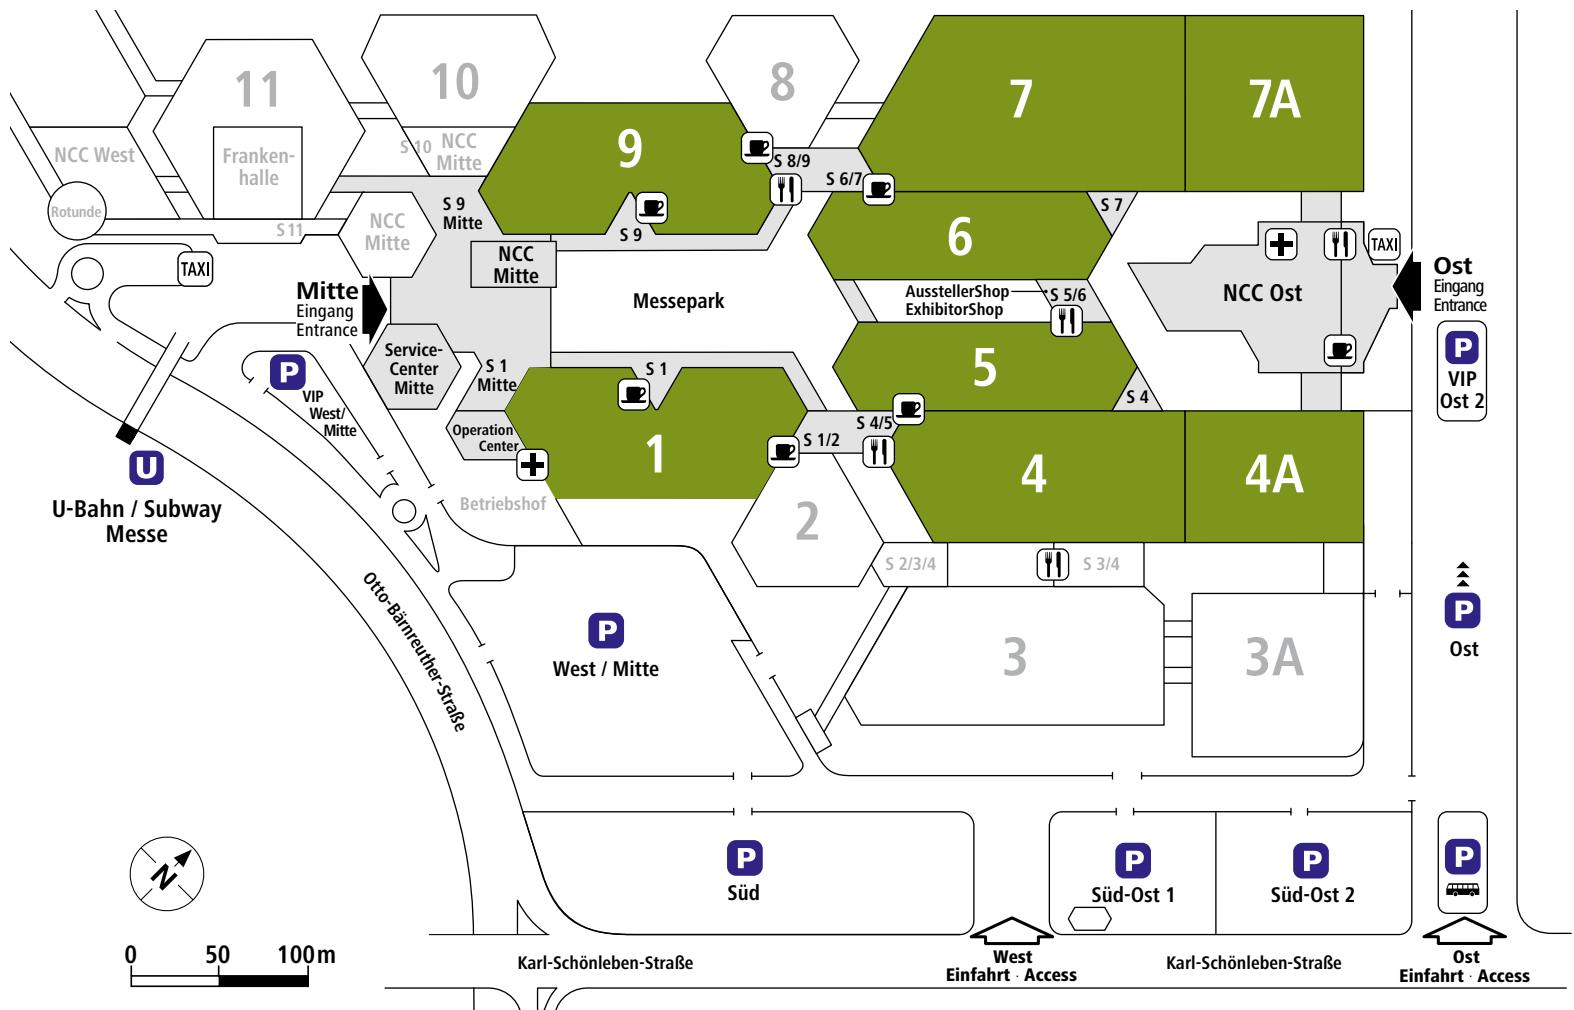 11
10
8
7
7A
NCC West
Franken-
halle
S 10
NCC
Mitte
9
S 8/9
S 6/7
Rotunde
S 11
NCC
Mitte
S 9
Mitte
S 9
6
S 7
TAXI
NCC
Mitte
TAXI
Mitte
Eingang
Entrance
Messepark
AusstellerShop
ExhibitorShop
S 5/6
NCC Ost
Ost
Eingang
Entrance
Service-
Center
Mitte
S 1
Mitte
S 1
5
S 4
P
VIP
Ost 2
P
VIP
West/
Mitte
Operation
Center
1
S 1/2
S 4/5
4
4A
U
U-Bahn / Subway
Messe
Betriebshof
2
S 2/3/4
S 3/4
Otto-Bärnreuther-Straße
P
West / Mitte
3
3A
P
Ost
P
Süd
P
Süd-Ost 1
P
Süd-Ost 2
P
N
0 50 100 m
Karl-Schönleben-Straße
West
Einfahrt · Access
Karl-Schönleben-Straße
Ost
Einfahrt · Access